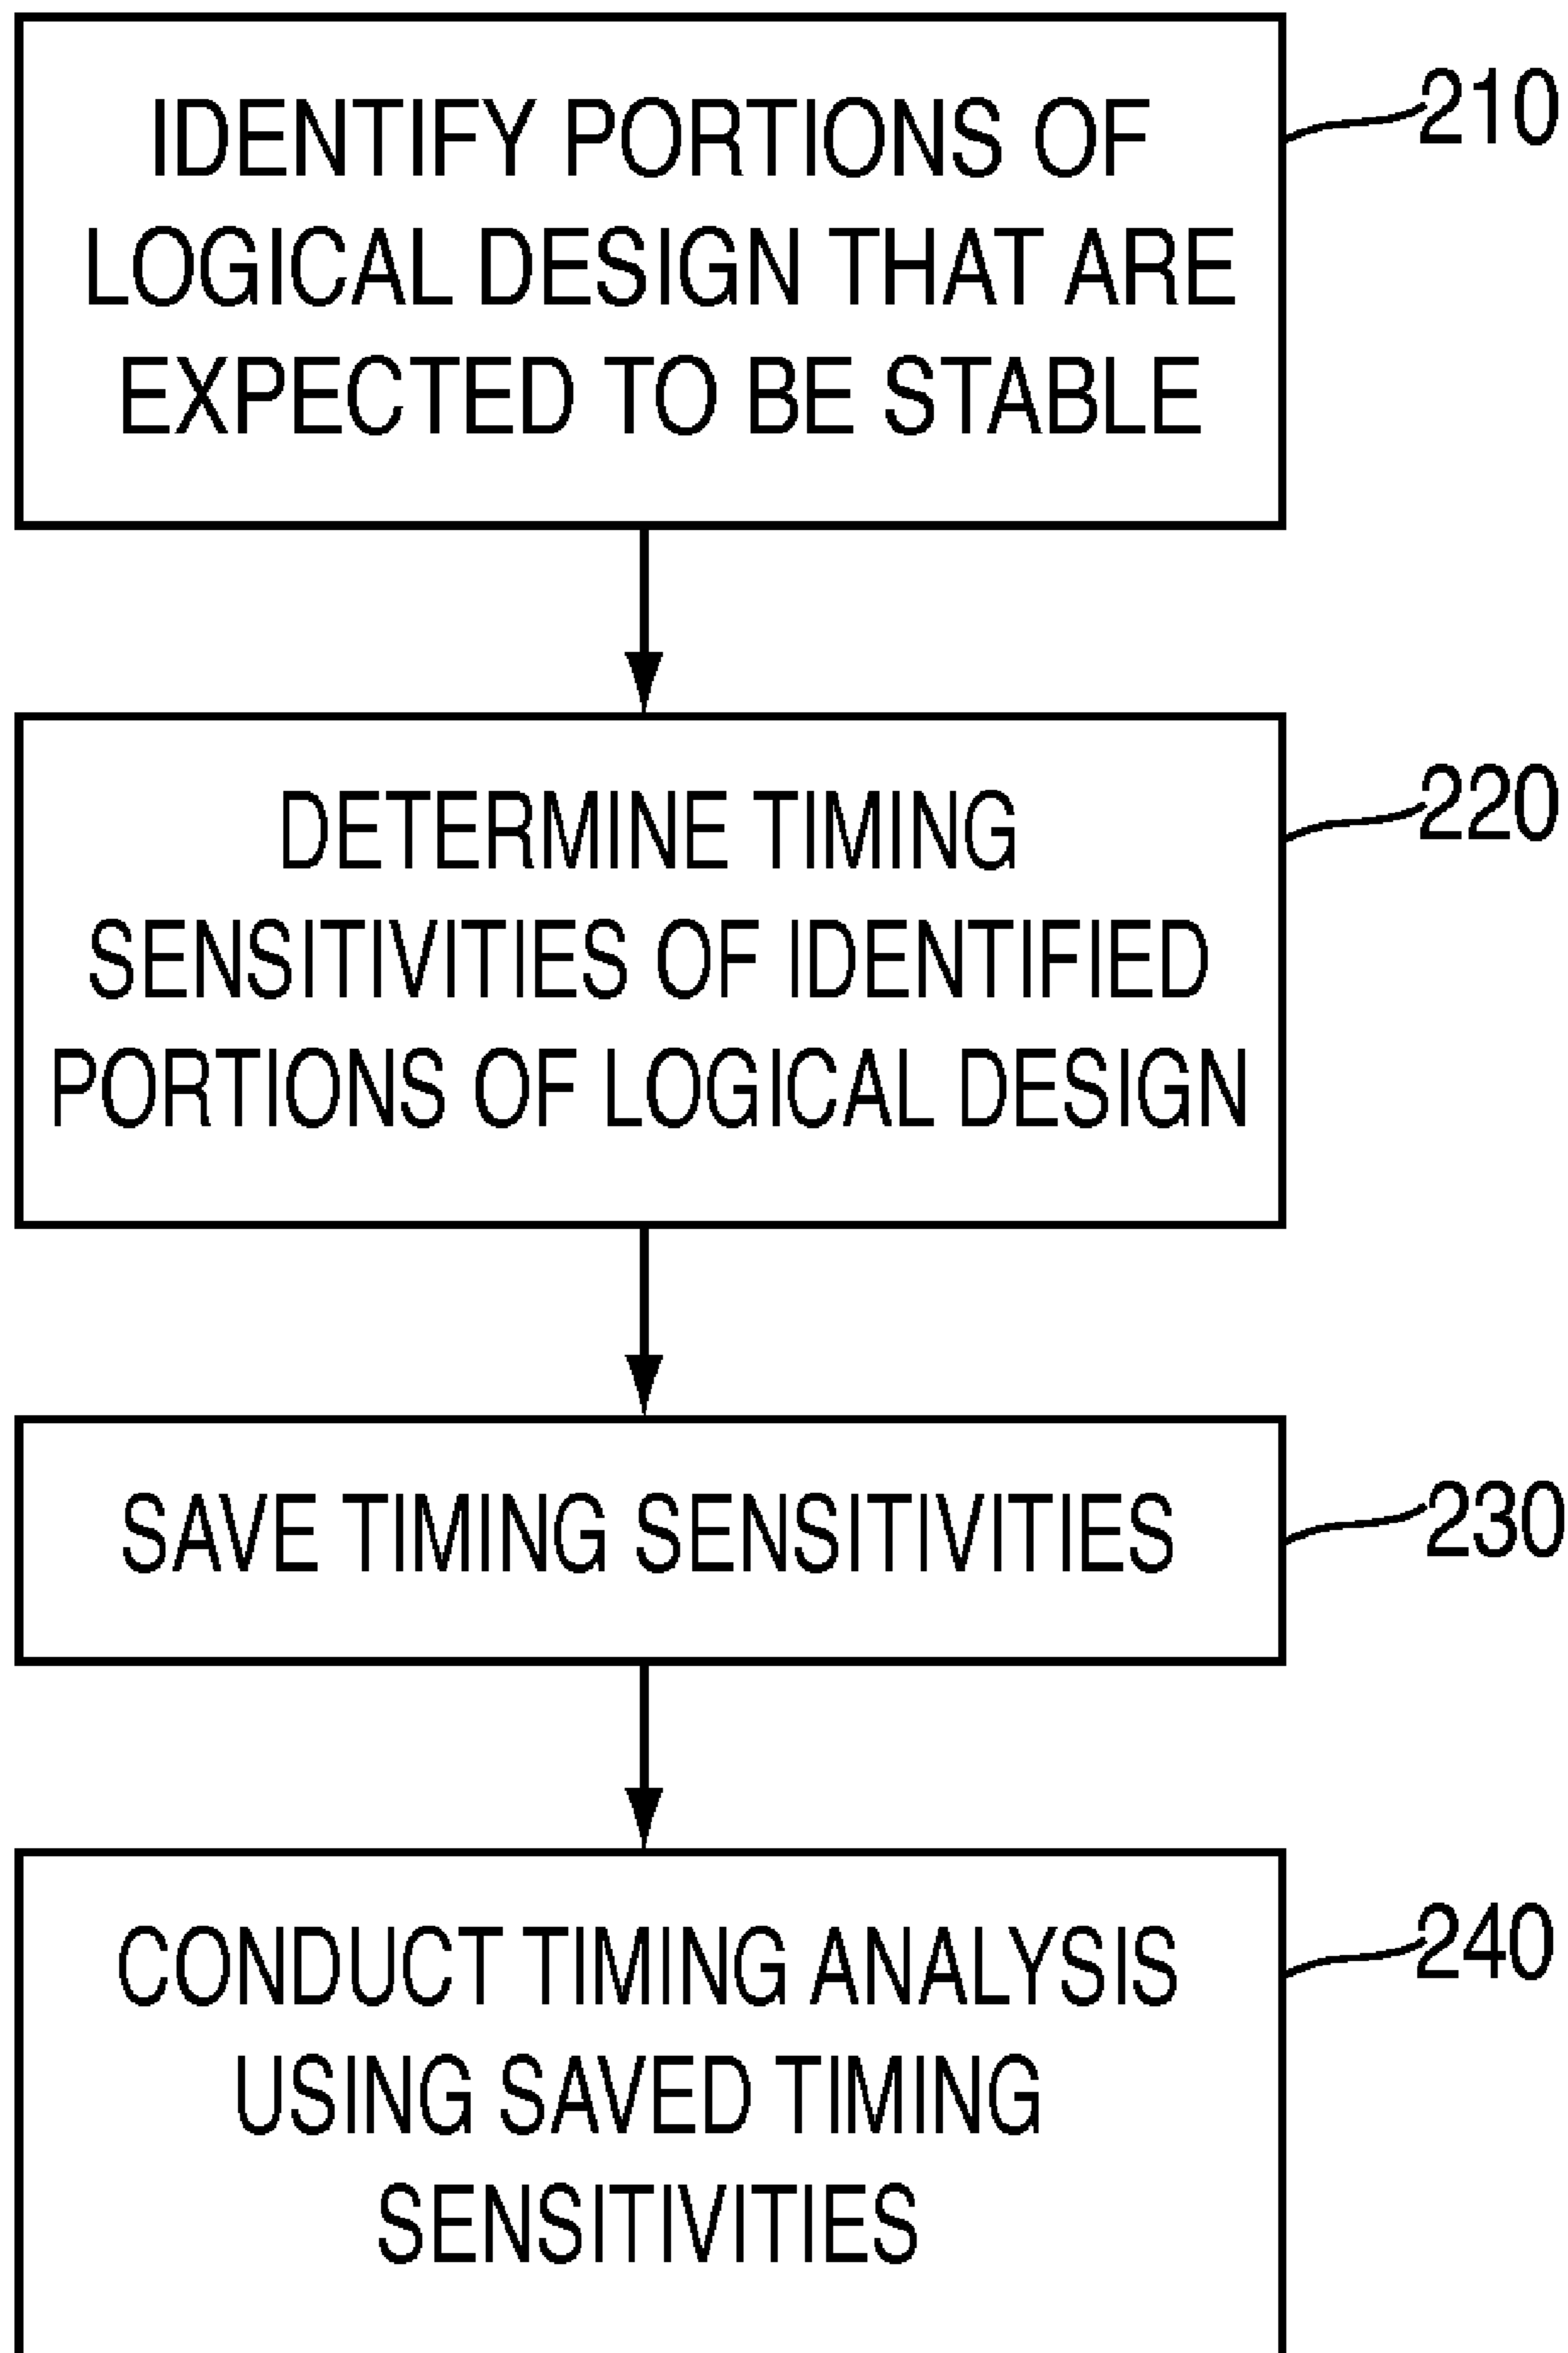 IDENTIFY PORTIONS OF
LOGICAL DESIGN THAT ARE
EXPECTED TO BE STABLE
210
DETERMINE TIMING
SENSITIVITIES OF IDENTIFIED
PORTIONS OF LOGICAL DESIGN
220
SAVE TIMING SENSITIVITIES
230
CONDUCT TIMING ANALYSIS
USING SAVED TIMING
SENSITIVITIES
240